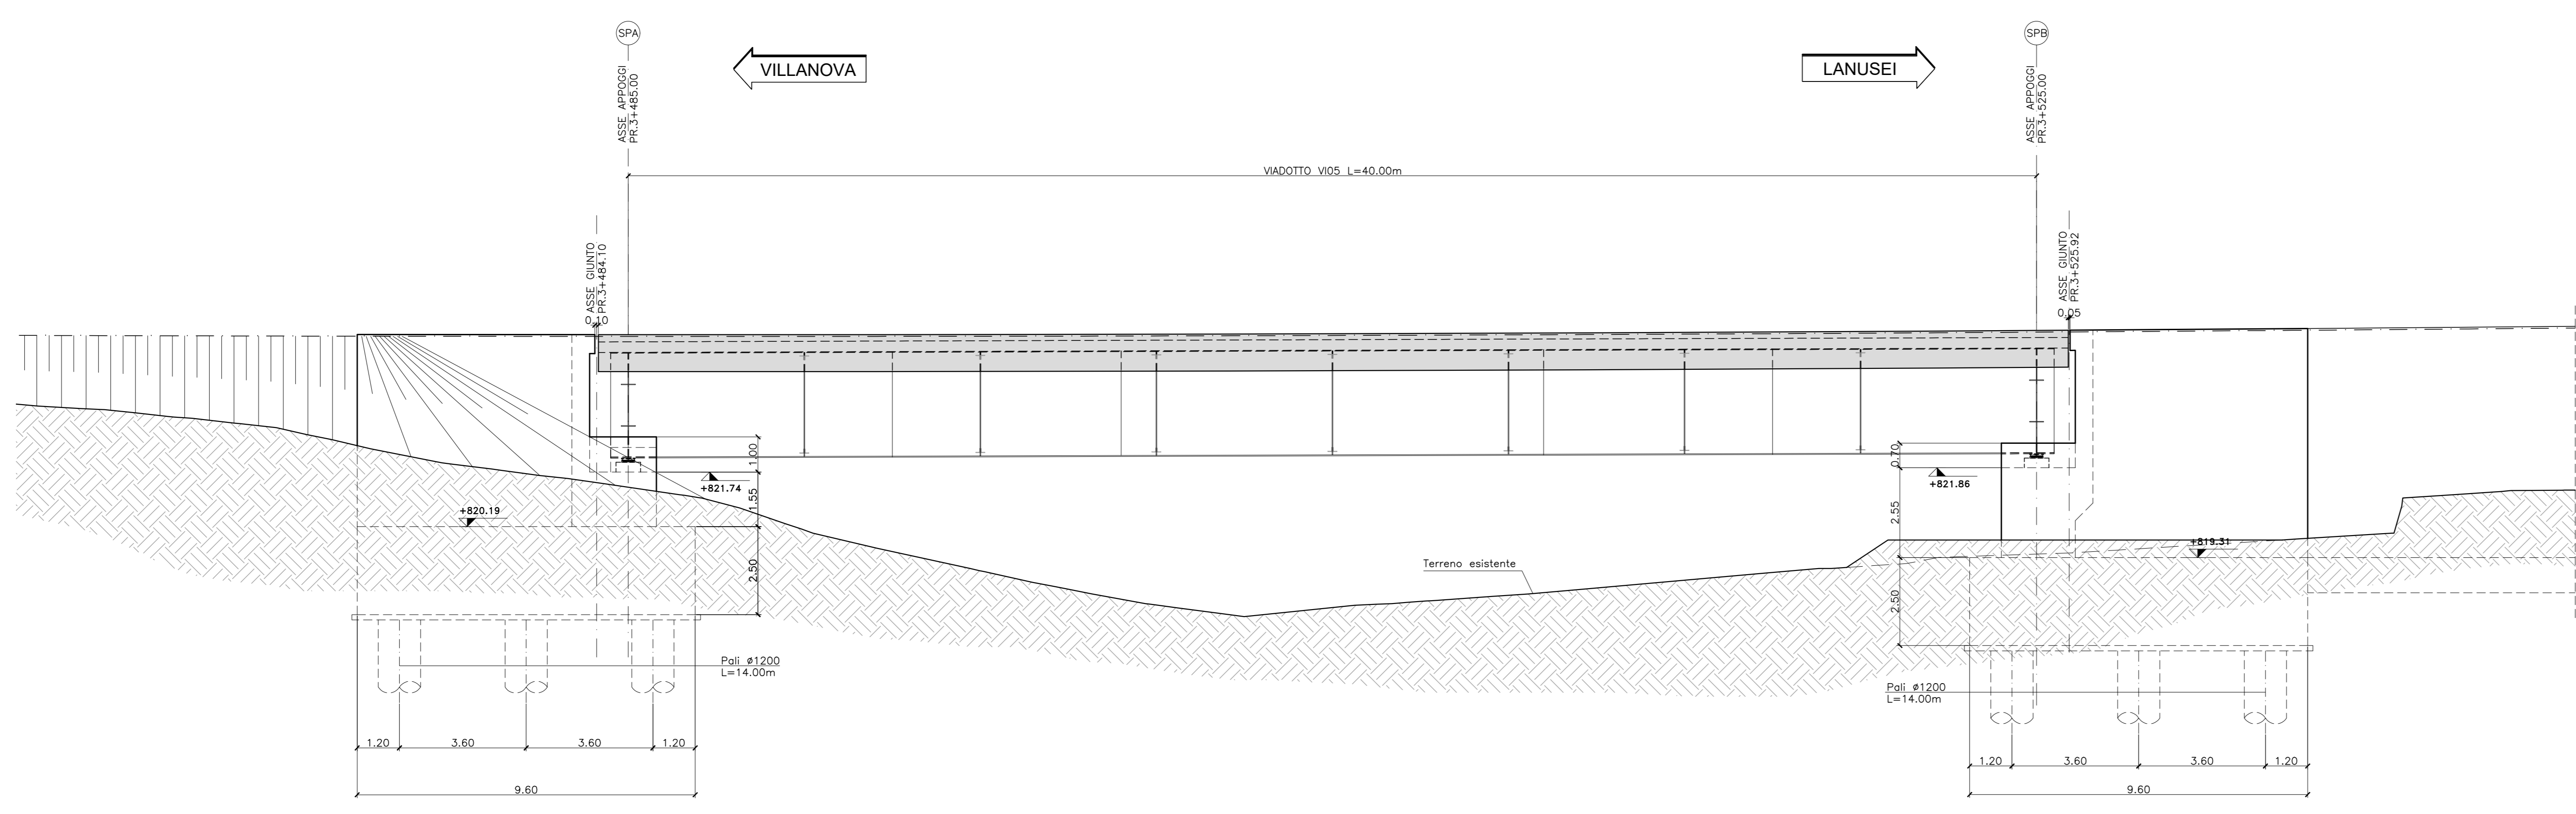 SPA
SPB
VILLANOVA
LANUSEI
ASSE APPOGGI
PR.3+485.00
ASSE APPOGGI
PR.3+525.00
VIADOTTO VI05 L=40.00m
ASSE GIUNTO
PR.3+484.10
0.10
ASSE GIUNTO
PR.3+525.92
0.05
1.00
+821.74
1.55
+820.19
2.50
0.70
+821.86
2.55
+819.31
2.50
Terreno esistente
Pali ø1200
L=14.00m
Pali ø1200
L=14.00m
1.20
3.60
3.60
1.20
9.60
1.20
3.60
3.60
1.20
9.60